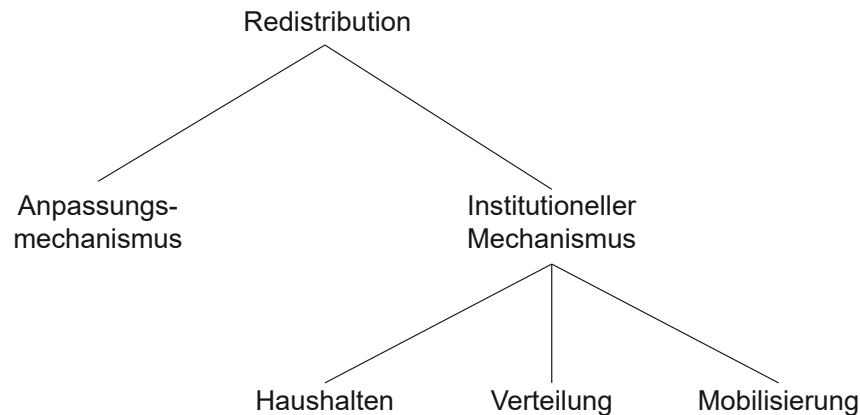 Redistribution
Anpassungs-
mechanismus
Institutioneller
Mechanismus
Haushalten
Verteilung
Mobilisierung